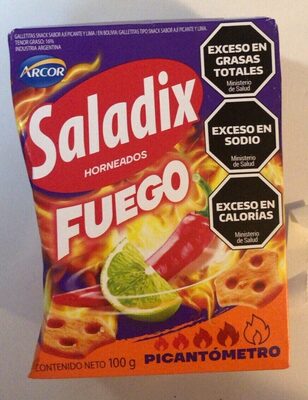 GALLETITAS SNACK SABOR AJÍ PICANTE Y LIMA / EN BOLIVIA: GALLETITAS TIPO SNACK SABOR AJÍ PICANTE Y LIMA
TENOR GRASO: 16%
INDUSTRIA ARGENTINA
ARCOR
Saladix
HORNEADOS
FUEGO
EXCESO EN
GRASAS
TOTALES
Ministerio
de Salud
EXCESO EN
SODIO
Ministerio
de Salud
EXCESO EN
CALORÍAS
Ministerio
de Salud
PICANTÓMETRO
CONTENIDO NETO 100 g